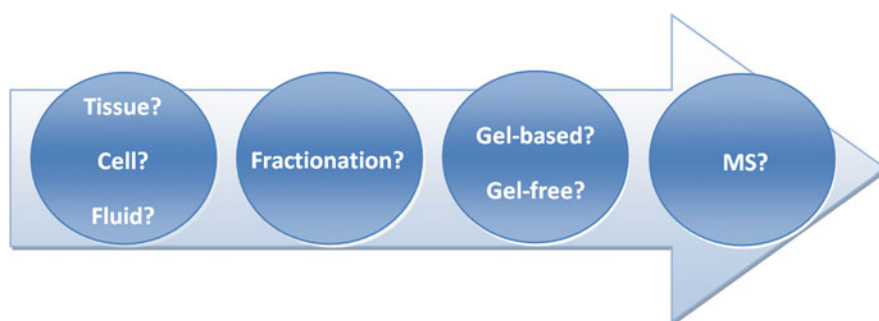 Tissue?
Cell?
Fluid?
Fractionation?
Gel-based?
Gel-free?
MS?